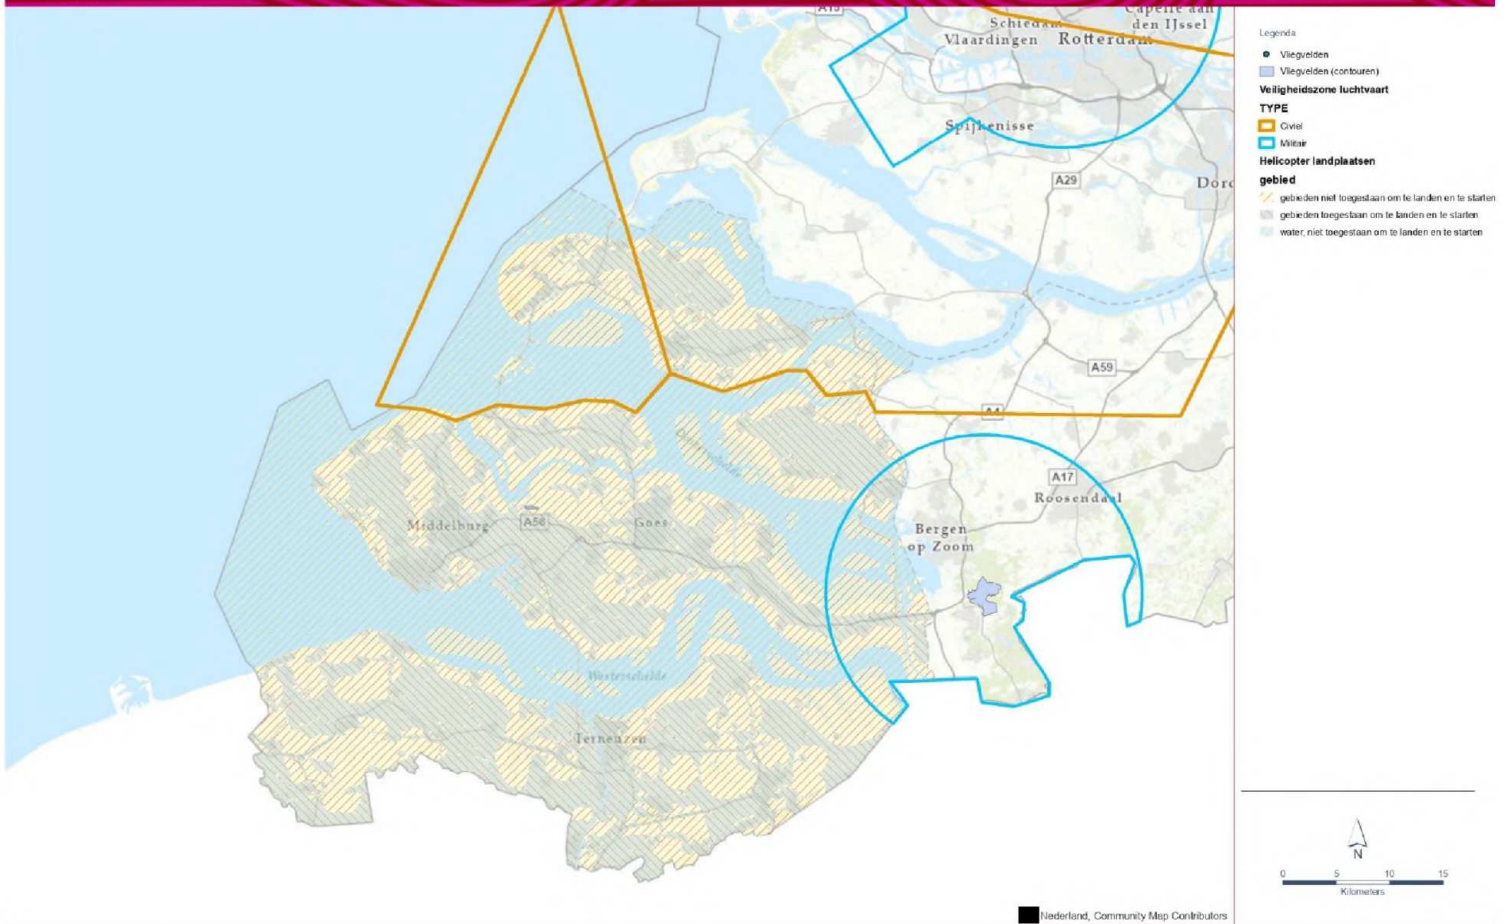 A15
Schiedam
Capelle aan
den IJssel
Vlaardingen
Rotterdam
Spijkenisse
A29
Dord
A59
A4
Oosterschelde
A17
Roosendaal
Middelburg
A58
Goes
Bergen
op Zoom
Westerschelde
Terneuzen
Nederland, Community Map Contributors
Legenda
Vliegvelden
Vliegvelden (contouren)
Veiligheidszone luchtvaart
TYPE
Civiel
Militair
Helicopter landplaatsen
gebied
gebieden niet toegestaan om te landen en te starten
gebieden toegestaan om te landen en te starten
water, niet toegestaan om te landen en te starten
N
0 5 10 15
Kilometers